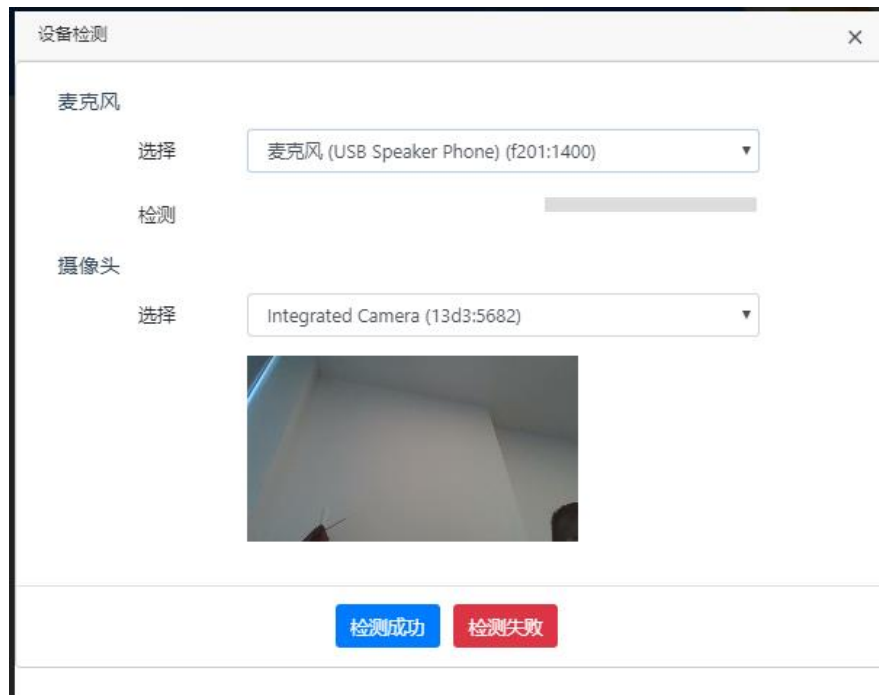 设备检测 ×
麦克风
选择 麦克风 (USB Speaker Phone) (f201:1400)
检测
摄像头
选择 Integrated Camera (13d3:5682)
检测成功 检测失败